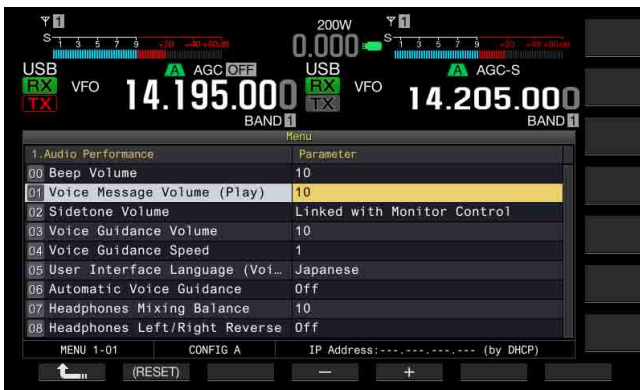 1 200W 1
S 1 3 5 7 9 +20 +40 +60dB 0.000 S 1 3 5 7 9 +20 +40 +60dB
USB A AGC OFF USB A AGC-S
RX VFO 14.195.000 RX VFO 14.205.000
TX TX
BAND 1 BAND 1
Menu
1.Audio Performance Parameter
00 Beep Volume 10
01 Voice Message Volume (Play) 10
02 Sidetone Volume Linked with Monitor Control
03 Voice Guidance Volume 10
04 Voice Guidance Speed 1
05 User Interface Language (Voi… Japanese
06 Automatic Voice Guidance Off
07 Headphones Mixing Balance 10
08 Headphones Left/Right Reverse Off
MENU 1-01 CONFIG A IP Address:---.---.---.--- (by DHCP)
(RESET) − +